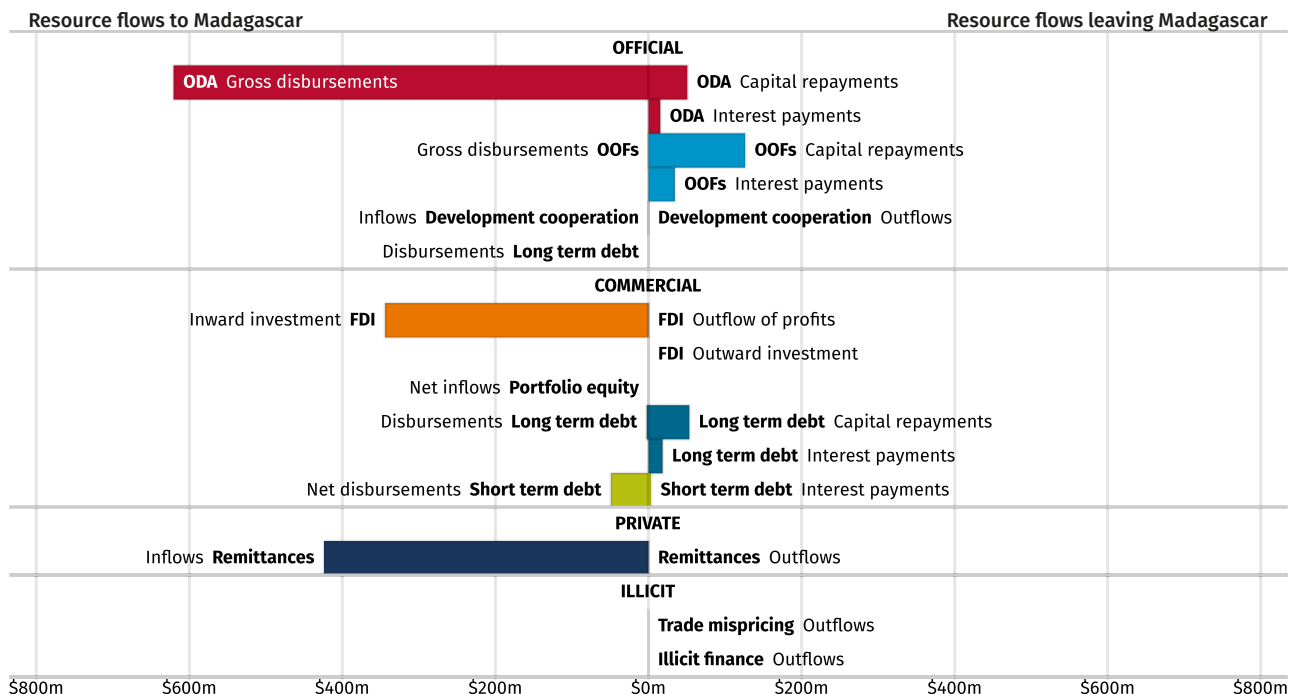 Resource flows to Madagascar Resource flows leaving Madagascar
OFFICIAL
ODA Gross disbursements ODA Capital repayments
ODA Interest payments
Gross disbursements OOFs OOFs Capital repayments
OOFs Interest payments
Inflows Development cooperation Development cooperation Outflows
Disbursements Long term debt
COMMERCIAL
Inward investment FDI FDI Outflow of profits
FDI Outward investment
Net inflows Portfolio equity
Disbursements Long term debt Long term debt Capital repayments
Long term debt Interest payments
Net disbursements Short term debt Short term debt Interest payments
PRIVATE
Inflows Remittances Remittances Outflows
ILLICIT
Trade mispricing Outflows
Illicit finance Outflows
$800m $600m $400m $200m $0m $200m $400m $600m $800m